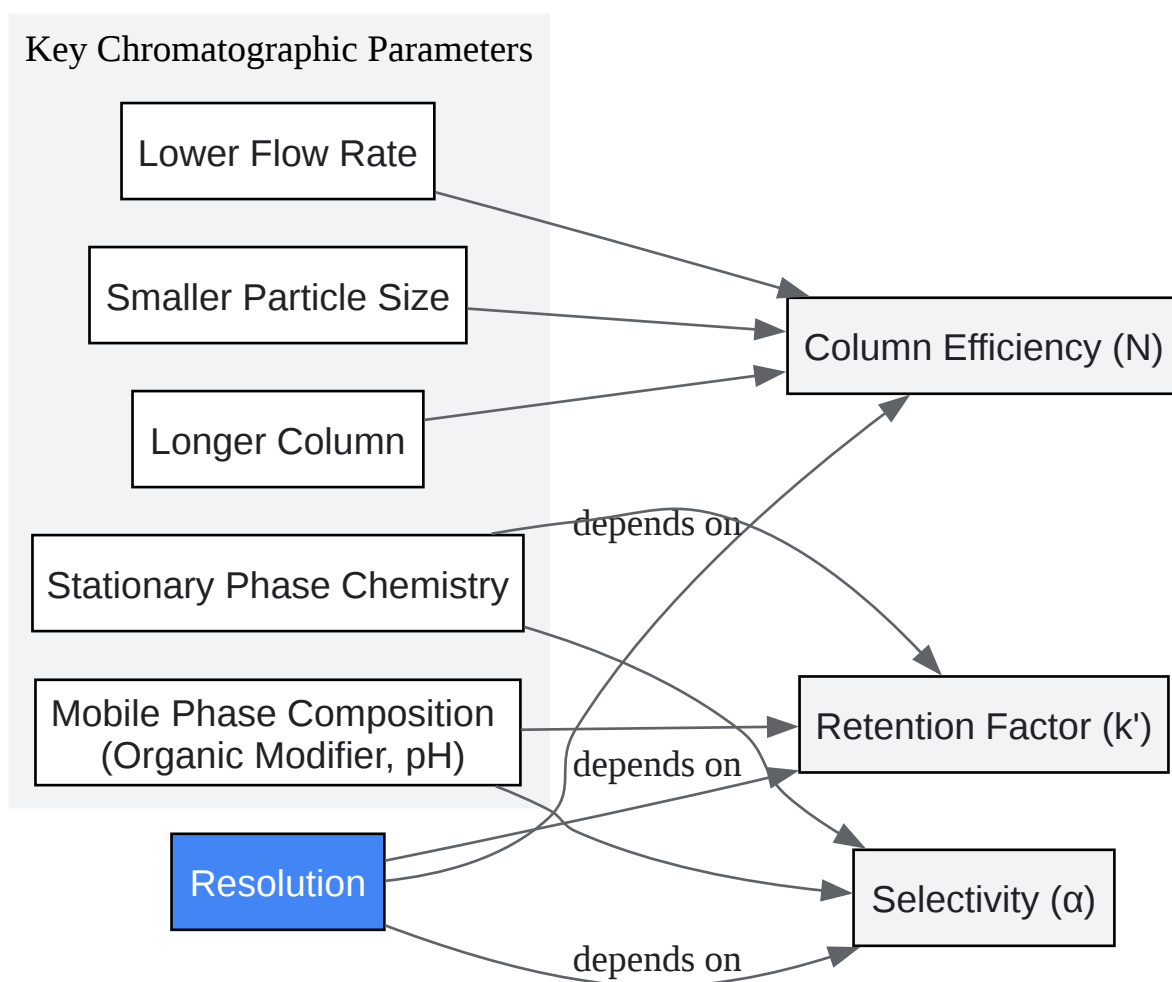 Key Chromatographic Parameters
Lower Flow Rate
Smaller Particle Size
Column Efficiency (N)
Longer Column
depends on
Stationary Phase Chemistry
Mobile Phase Composition
(Organic Modifier, pH)
Retention Factor (k')
depends on
Resolution
Selectivity (α)
depends on